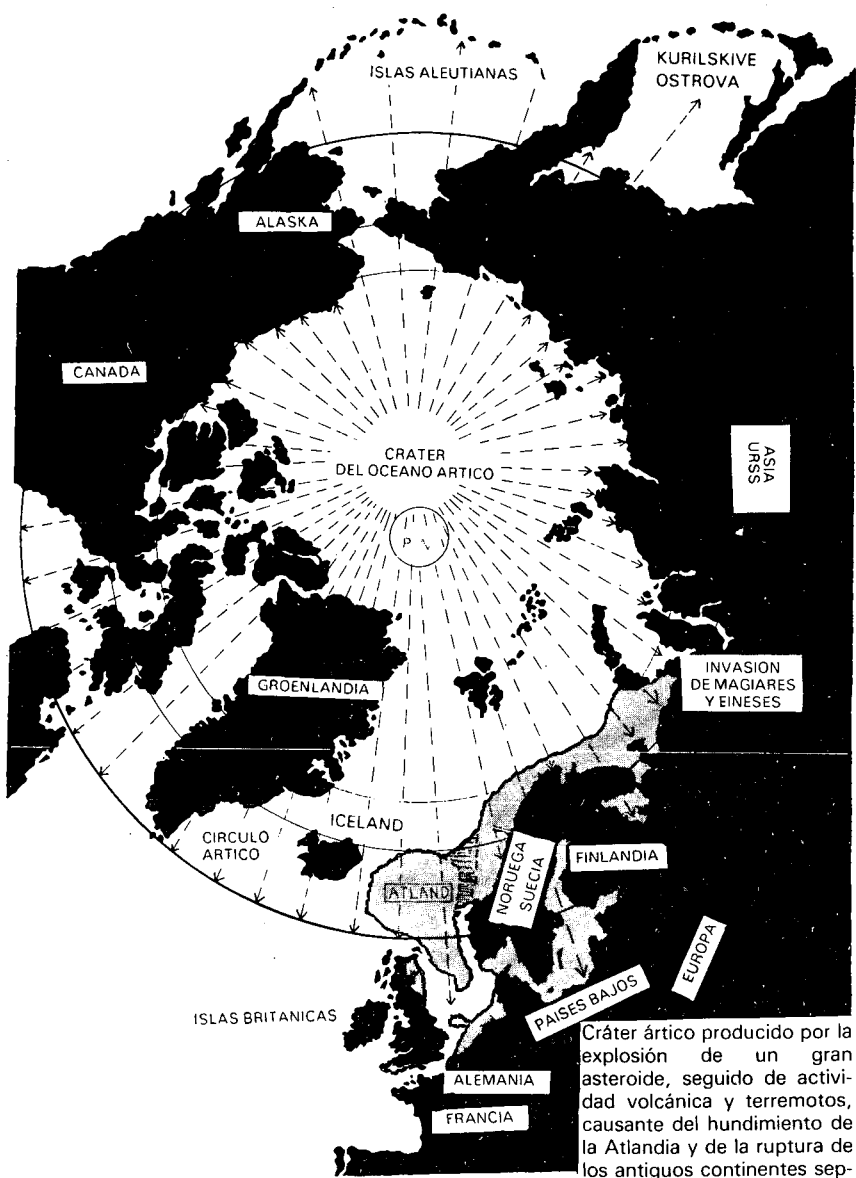 ISLAS ALEUTIANAS
KURILSKIVE
OSTROVA
ALASKA
CANADA
CRATER
DEL OCEANO ARTICO
ASIA
URSS
P
GROENLANDIA
INVASION
DE MAGIARES
Y EINESES
ICELAND
CIRCULO
ARTICO
ATLAND
NORUEGA
SUECIA
FINLANDIA
EUROPA
PAISES BAJOS
ISLAS BRITANICAS
ALEMANIA
FRANCIA
Cráter ártico producido por la
explosión de un gran
asteroide, seguido de activi-
dad volcánica y terremotos,
causante del hundimiento de
la Atlandia y de la ruptura de
los antiguos continentes sep-